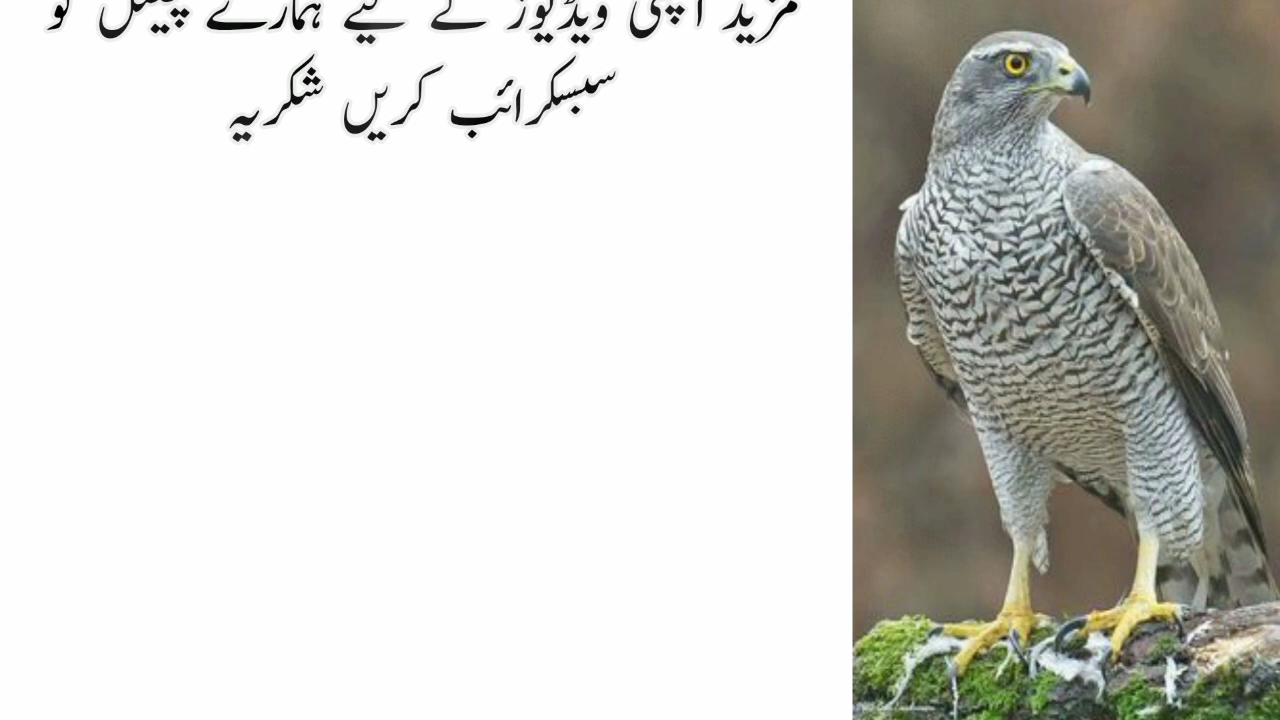 مزید اچھی ویڈیوز کے لیے ہمارے چینل کو
سبسکرائب کریں شکریہ